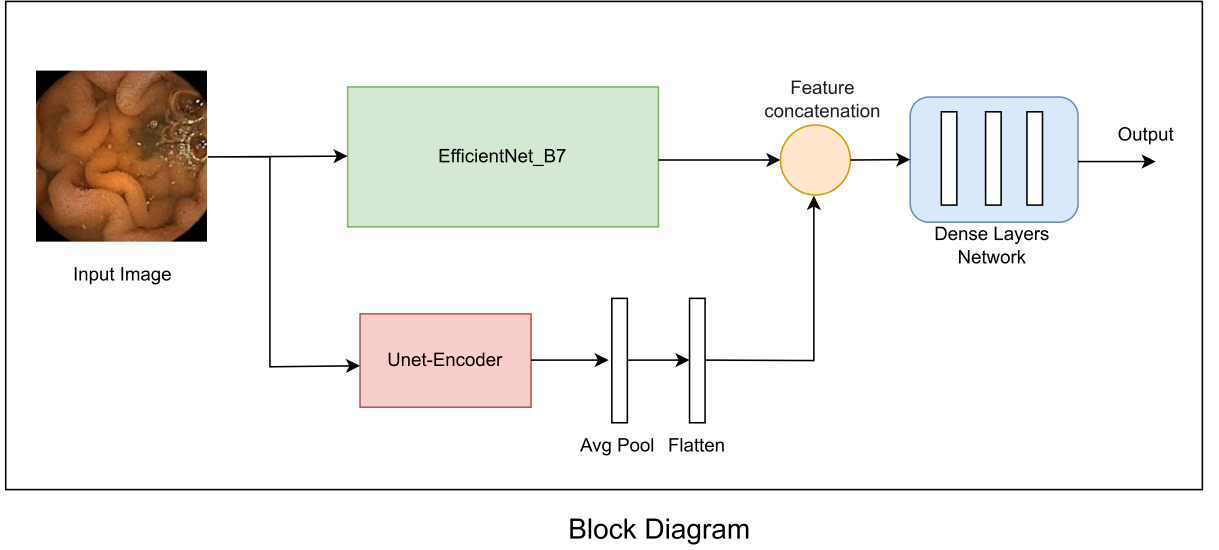 Feature
concatenation
EfficientNet_B7
Output
Input Image
Dense Layers
Network
Unet-Encoder
Avg Pool
Flatten
Block Diagram